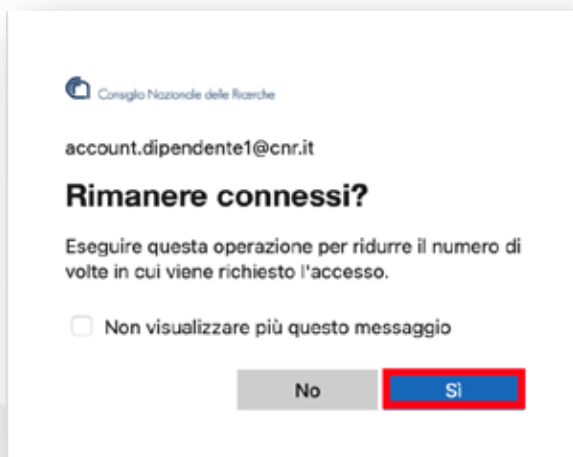 Consiglio Nazionale delle Ricerche
account.dipendente1@cnr.it
Rimanere connessi?
Eseguire questa operazione per ridurre il numero di
volte in cui viene richiesto l'accesso.
Non visualizzare più questo messaggio
No
Sì